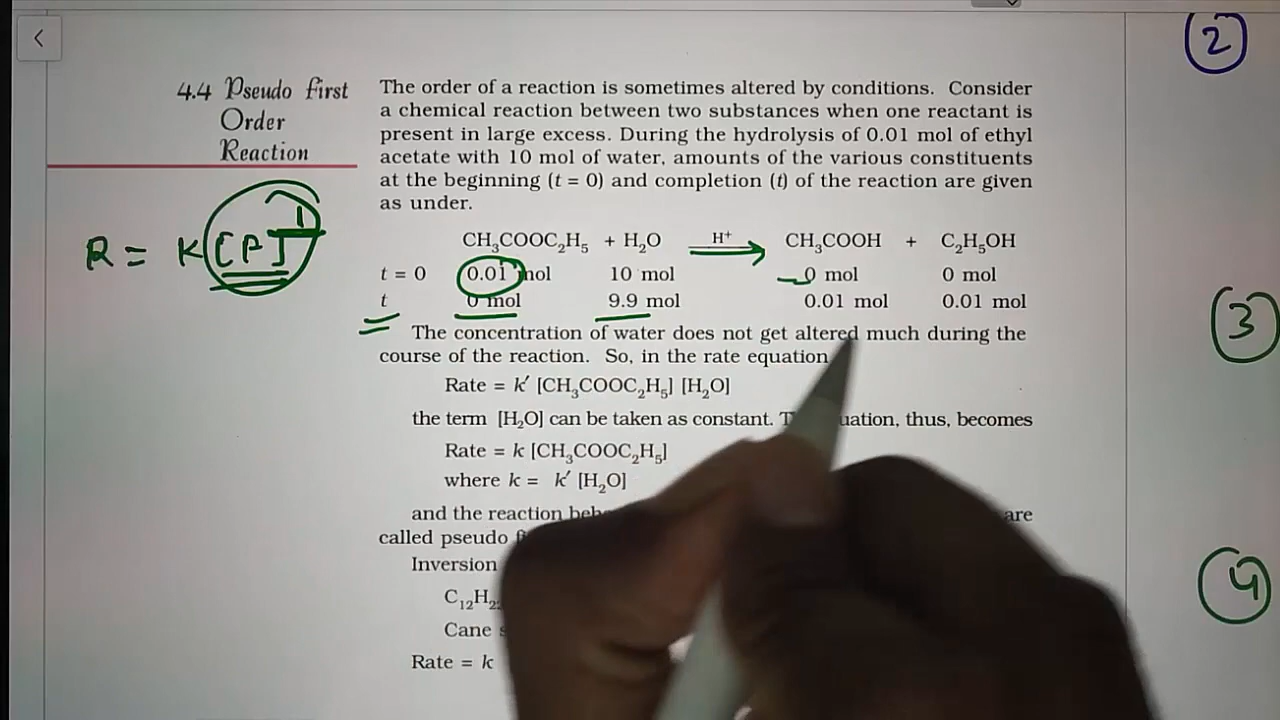 4.4 Pseudo First
Order
Reaction
The order of a reaction is sometimes altered by conditions. Consider
a chemical reaction between two substances when one reactant is
present in large excess. During the hydrolysis of 0.01 mol of ethyl
acetate with 10 mol of water, amounts of the various constituents
at the beginning (t = 0) and completion (t) of the reaction are given
as under.
R = K[P]¹
CH₃COOC₂H₅ + H₂O H⁺ → CH₃COOH + C₂H₅OH
t = 0 0.01 mol 10 mol 0 mol 0 mol
t 0 mol 9.9 mol 0.01 mol 0.01 mol
The concentration of water does not get altered much during the
course of the reaction. So, in the rate equation
Rate = k′ [CH₃COOC₂H₅] [H₂O]
the term [H₂O] can be taken as constant. , thus, becomes
Rate = k [CH₃COOC₂H₅]
where k = k′ [H₂O]
and the reaction are
called pseudo
Inversion
Cane
Rate = k
2
3
4